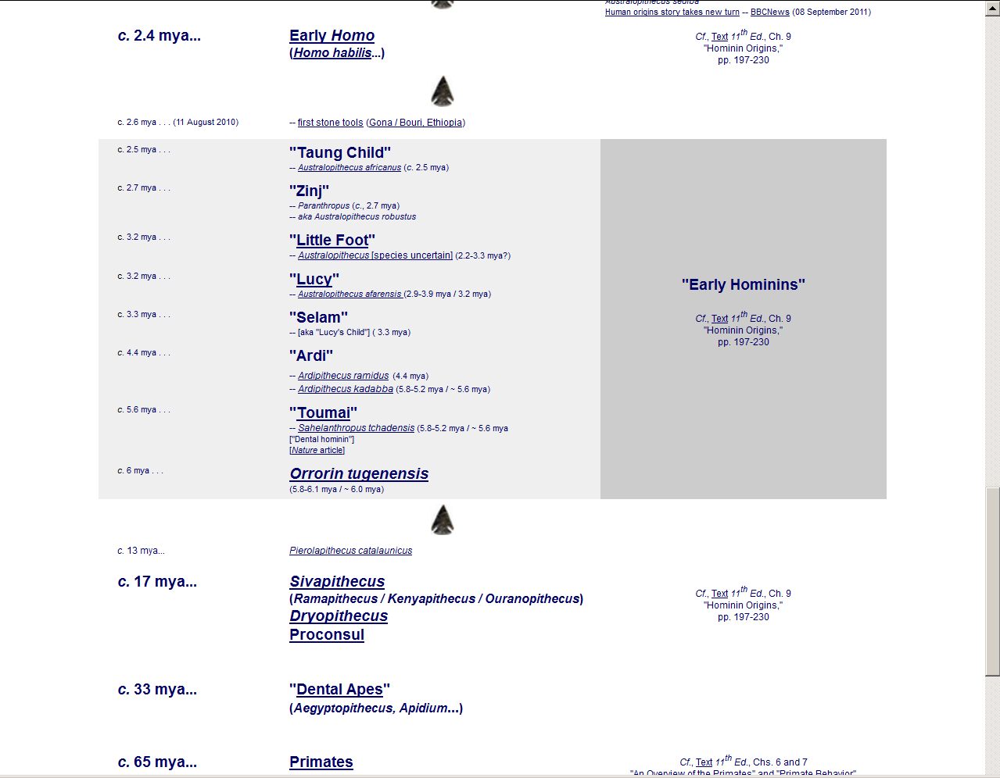 Australopithecus sediba
Human origins story takes new turn -- BBCNews (08 September 2011)
c. 2.4 mya...
Early Homo
(Homo habilis...)
Cf., Text 11th Ed., Ch. 9
"Hominin Origins,"
pp. 197-230
c. 2.6 mya . . . (11 August 2010)
-- first stone tools (Gona / Bouri, Ethiopia)
c. 2.5 mya . . .
"Taung Child"
-- Australopithecus africanus (c. 2.5 mya)
c. 2.7 mya . . .
"Zinj"
-- Paranthropus (c., 2.7 mya)
-- aka Australopithecus robustus
c. 3.2 mya . . .
"Little Foot"
-- Australopithecus [species uncertain] (2.2-3.3 mya?)
c. 3.2 mya . . .
"Lucy"
-- Australopithecus afarensis (2.9-3.9 mya / 3.2 mya)
c. 3.3 mya . . .
"Selam"
-- [aka "Lucy's Child"] ( 3.3 mya)
c. 4.4 mya . . .
"Ardi"
-- Ardipithecus ramidus (4.4 mya)
-- Ardipithecus kadabba (5.8-5.2 mya / ~ 5.6 mya)
c. 5.6 mya . . .
"Toumai"
-- Sahelanthropus tchadensis (5.8-5.2 mya / ~ 5.6 mya
["Dental hominin"]
[Nature article]
c. 6 mya . . .
Orrorin tugenensis
(5.8-6.1 mya / ~ 6.0 mya)
"Early Hominins"
Cf., Text 11th Ed., Ch. 9
"Hominin Origins,"
pp. 197-230
c. 13 mya...
Pierolapithecus catalaunicus
c. 17 mya...
Sivapithecus
(Ramapithecus / Kenyapithecus / Ouranopithecus)
Dryopithecus
Proconsul
Cf., Text 11th Ed., Ch. 9
"Hominin Origins,"
pp. 197-230
c. 33 mya...
"Dental Apes"
(Aegyptopithecus, Apidium...)
c. 65 mya...
Primates
Cf., Text 11th Ed., Chs. 6 and 7
"An Overview of the Primates" and "Primate Behavior"